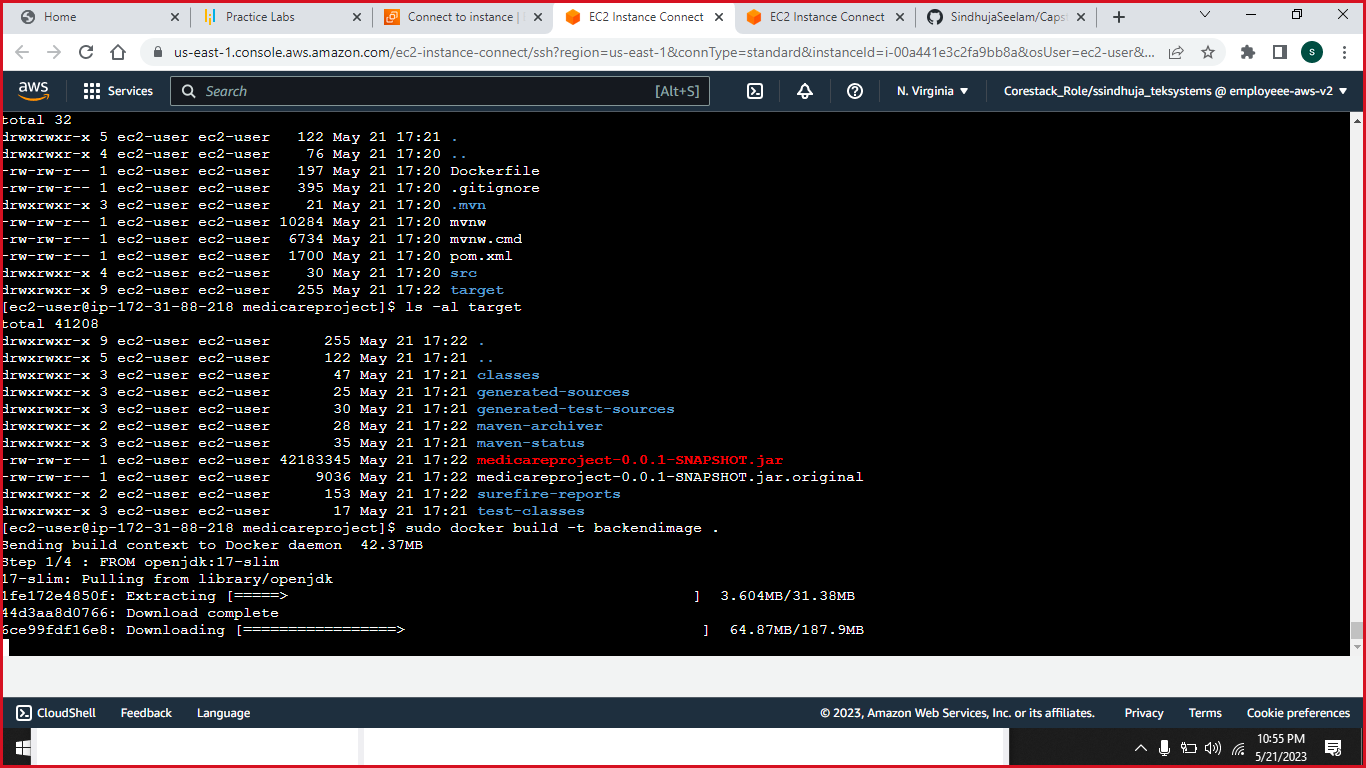 Home
Practice Labs
Connect to instance |
EC2 Instance Connect
EC2 Instance Connect
SindhujaSeelam/Capst
us-east-1.console.aws.amazon.com/ec2-instance-connect/ssh?region=us-east-1&connType=standard&instanceId=i-00a441e3c2fa9bb8a&osUser=ec2-user&...
S
aws
Services
Search
[Alt+S]
N. Virginia
Corestack_Role/ssindhuja_teksystems @ employeee-aws-v2
total 32
drwxrwxr-x 5 ec2-user ec2-user   122 May 21 17:21 .
drwxrwxr-x 4 ec2-user ec2-user    76 May 21 17:20 ..
-rw-rw-r-- 1 ec2-user ec2-user   197 May 21 17:20 Dockerfile
-rw-rw-r-- 1 ec2-user ec2-user   395 May 21 17:20 .gitignore
drwxrwxr-x 3 ec2-user ec2-user    21 May 21 17:20 .mvn
-rw-rw-r-- 1 ec2-user ec2-user 10284 May 21 17:20 mvnw
-rw-rw-r-- 1 ec2-user ec2-user  6734 May 21 17:20 mvnw.cmd
-rw-rw-r-- 1 ec2-user ec2-user  1700 May 21 17:20 pom.xml
drwxrwxr-x 4 ec2-user ec2-user    30 May 21 17:20 src
drwxrwxr-x 9 ec2-user ec2-user   255 May 21 17:22 target
[ec2-user@ip-172-31-88-218 medicareproject]$ ls -al target
total 41208
drwxrwxr-x 9 ec2-user ec2-user      255 May 21 17:22 .
drwxrwxr-x 5 ec2-user ec2-user      122 May 21 17:21 ..
drwxrwxr-x 3 ec2-user ec2-user       47 May 21 17:21 classes
drwxrwxr-x 3 ec2-user ec2-user       25 May 21 17:21 generated-sources
drwxrwxr-x 3 ec2-user ec2-user       30 May 21 17:21 generated-test-sources
drwxrwxr-x 2 ec2-user ec2-user       28 May 21 17:22 maven-archiver
drwxrwxr-x 3 ec2-user ec2-user       35 May 21 17:21 maven-status
-rw-rw-r-- 1 ec2-user ec2-user 42183345 May 21 17:22 medicareproject-0.0.1-SNAPSHOT.jar
-rw-rw-r-- 1 ec2-user ec2-user     9036 May 21 17:22 medicareproject-0.0.1-SNAPSHOT.jar.original
drwxrwxr-x 2 ec2-user ec2-user      153 May 21 17:22 surefire-reports
drwxrwxr-x 3 ec2-user ec2-user       17 May 21 17:21 test-classes
[ec2-user@ip-172-31-88-218 medicareproject]$ sudo docker build -t backendimage .
Sending build context to Docker daemon  42.37MB
Step 1/4 : FROM openjdk:17-slim
17-slim: Pulling from library/openjdk
1fe172e4850f: Extracting [=====>                                             ]  3.604MB/31.38MB
44d3aa8d0766: Download complete
6ce99fdf16e8: Downloading [=================>                                 ]  64.87MB/187.9MB
CloudShell
Feedback
Language
© 2023, Amazon Web Services, Inc. or its affiliates.
Privacy
Terms
Cookie preferences
10:55 PM
5/21/2023